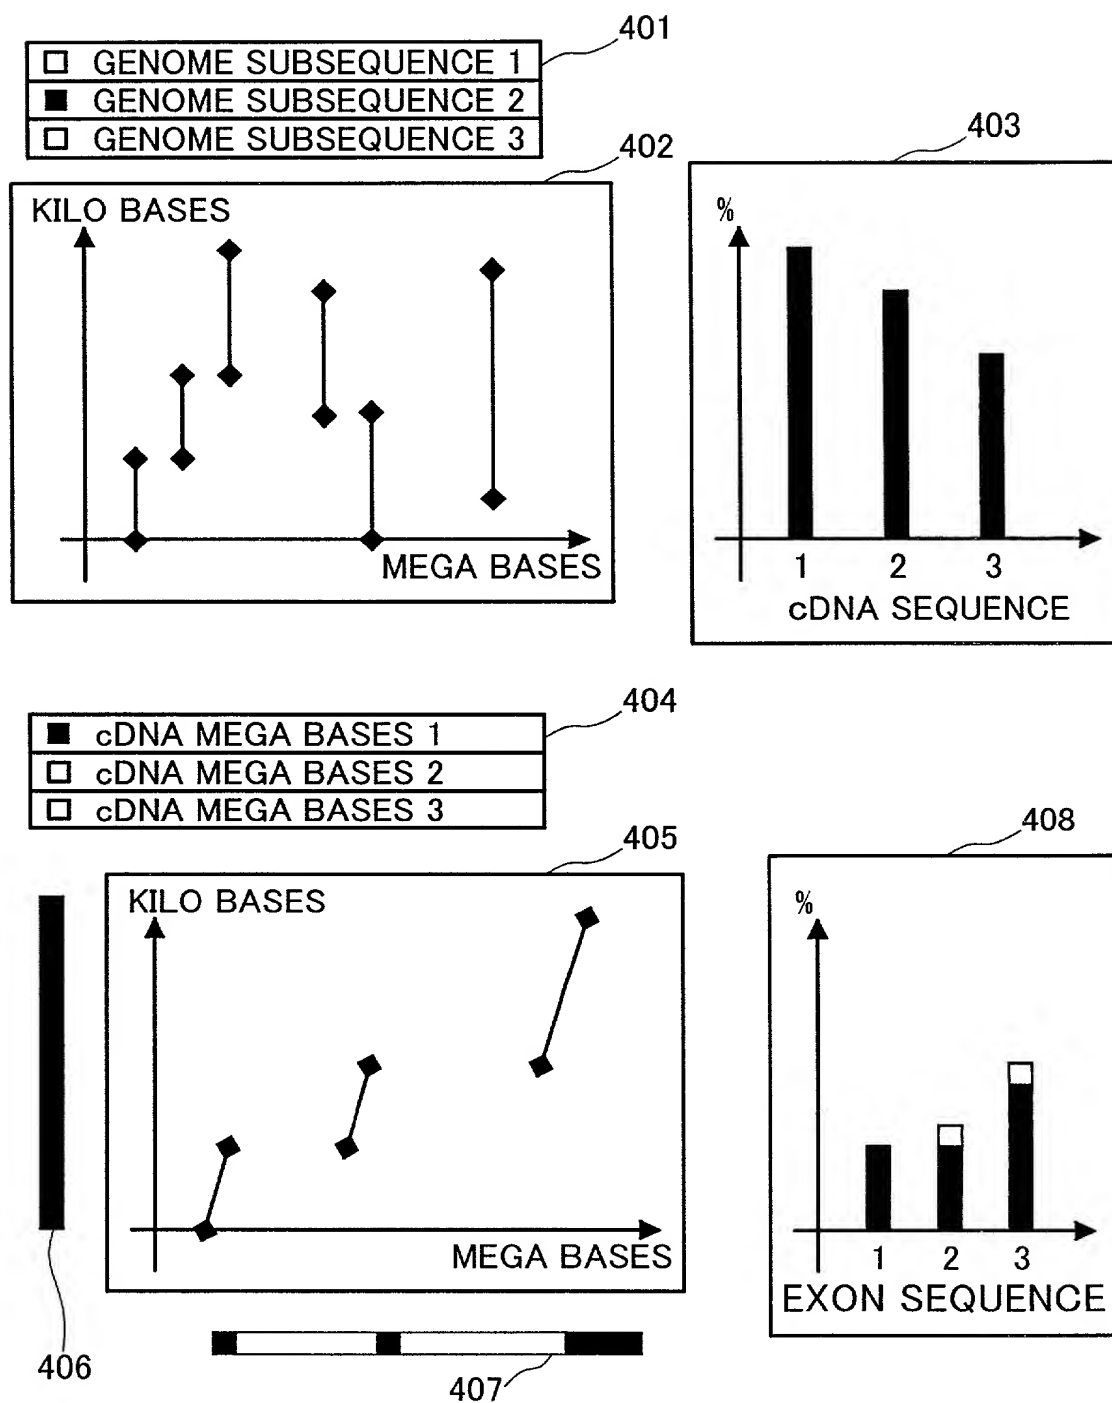 401
GENOME SUBSEQUENCE 1
GENOME SUBSEQUENCE 2
GENOME SUBSEQUENCE 3
402
KILO BASES
MEGA BASES
403
%
1 2 3
cDNA SEQUENCE
404
cDNA MEGA BASES 1
cDNA MEGA BASES 2
cDNA MEGA BASES 3
405
KILO BASES
MEGA BASES
406
407
408
%
1 2 3
EXON SEQUENCE